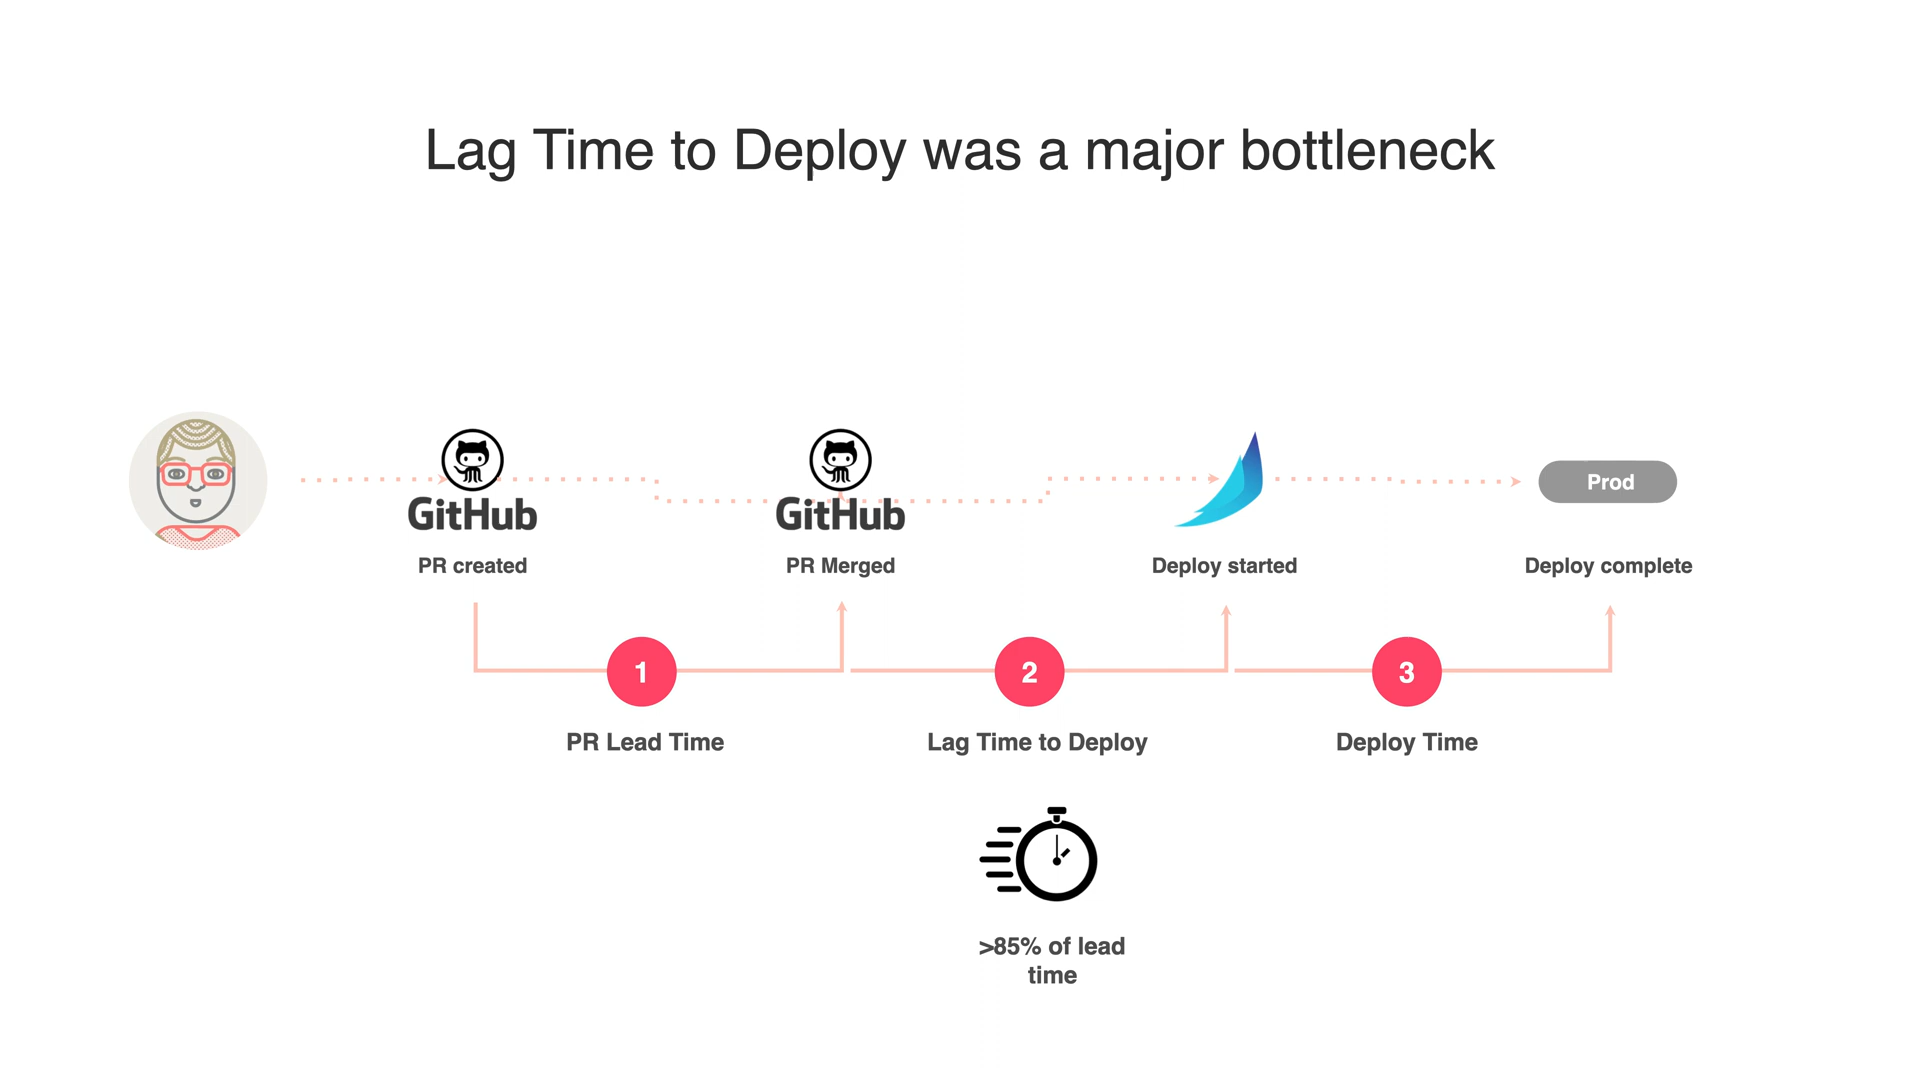 Lag Time to Deploy was a major bottleneck
GitHub
GitHub
Prod
PR created
PR Merged
Deploy started
Deploy complete
1
2
3
PR Lead Time
Lag Time to Deploy
Deploy Time
>85% of lead
time